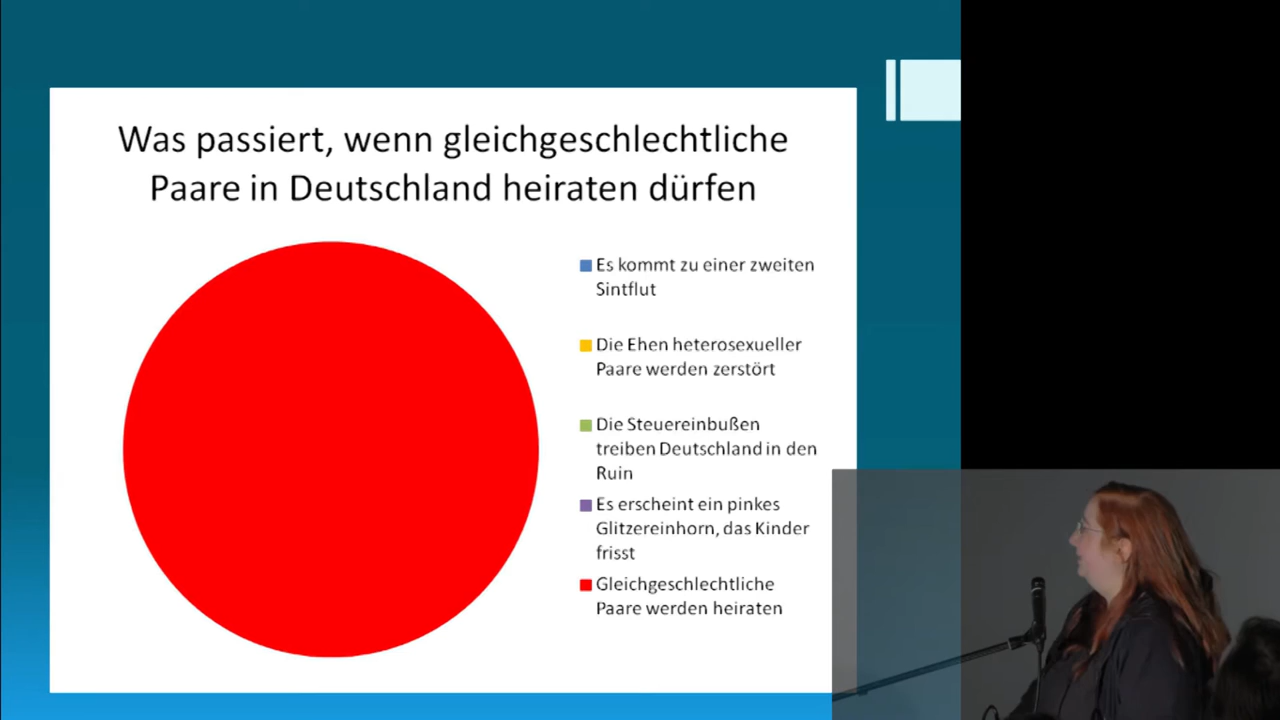 Was passiert, wenn gleichgeschlechtliche
Paare in Deutschland heiraten dürfen
Es kommt zu einer zweiten
Sintflut
Die Ehen heterosexueller
Paare werden zerstört
Die Steuereinbußen
treiben Deutschland in den
Ruin
Es erscheint ein pinkes
Glitzereinhorn, das Kinder
frisst
Gleichgeschlechtliche
Paare werden heiraten